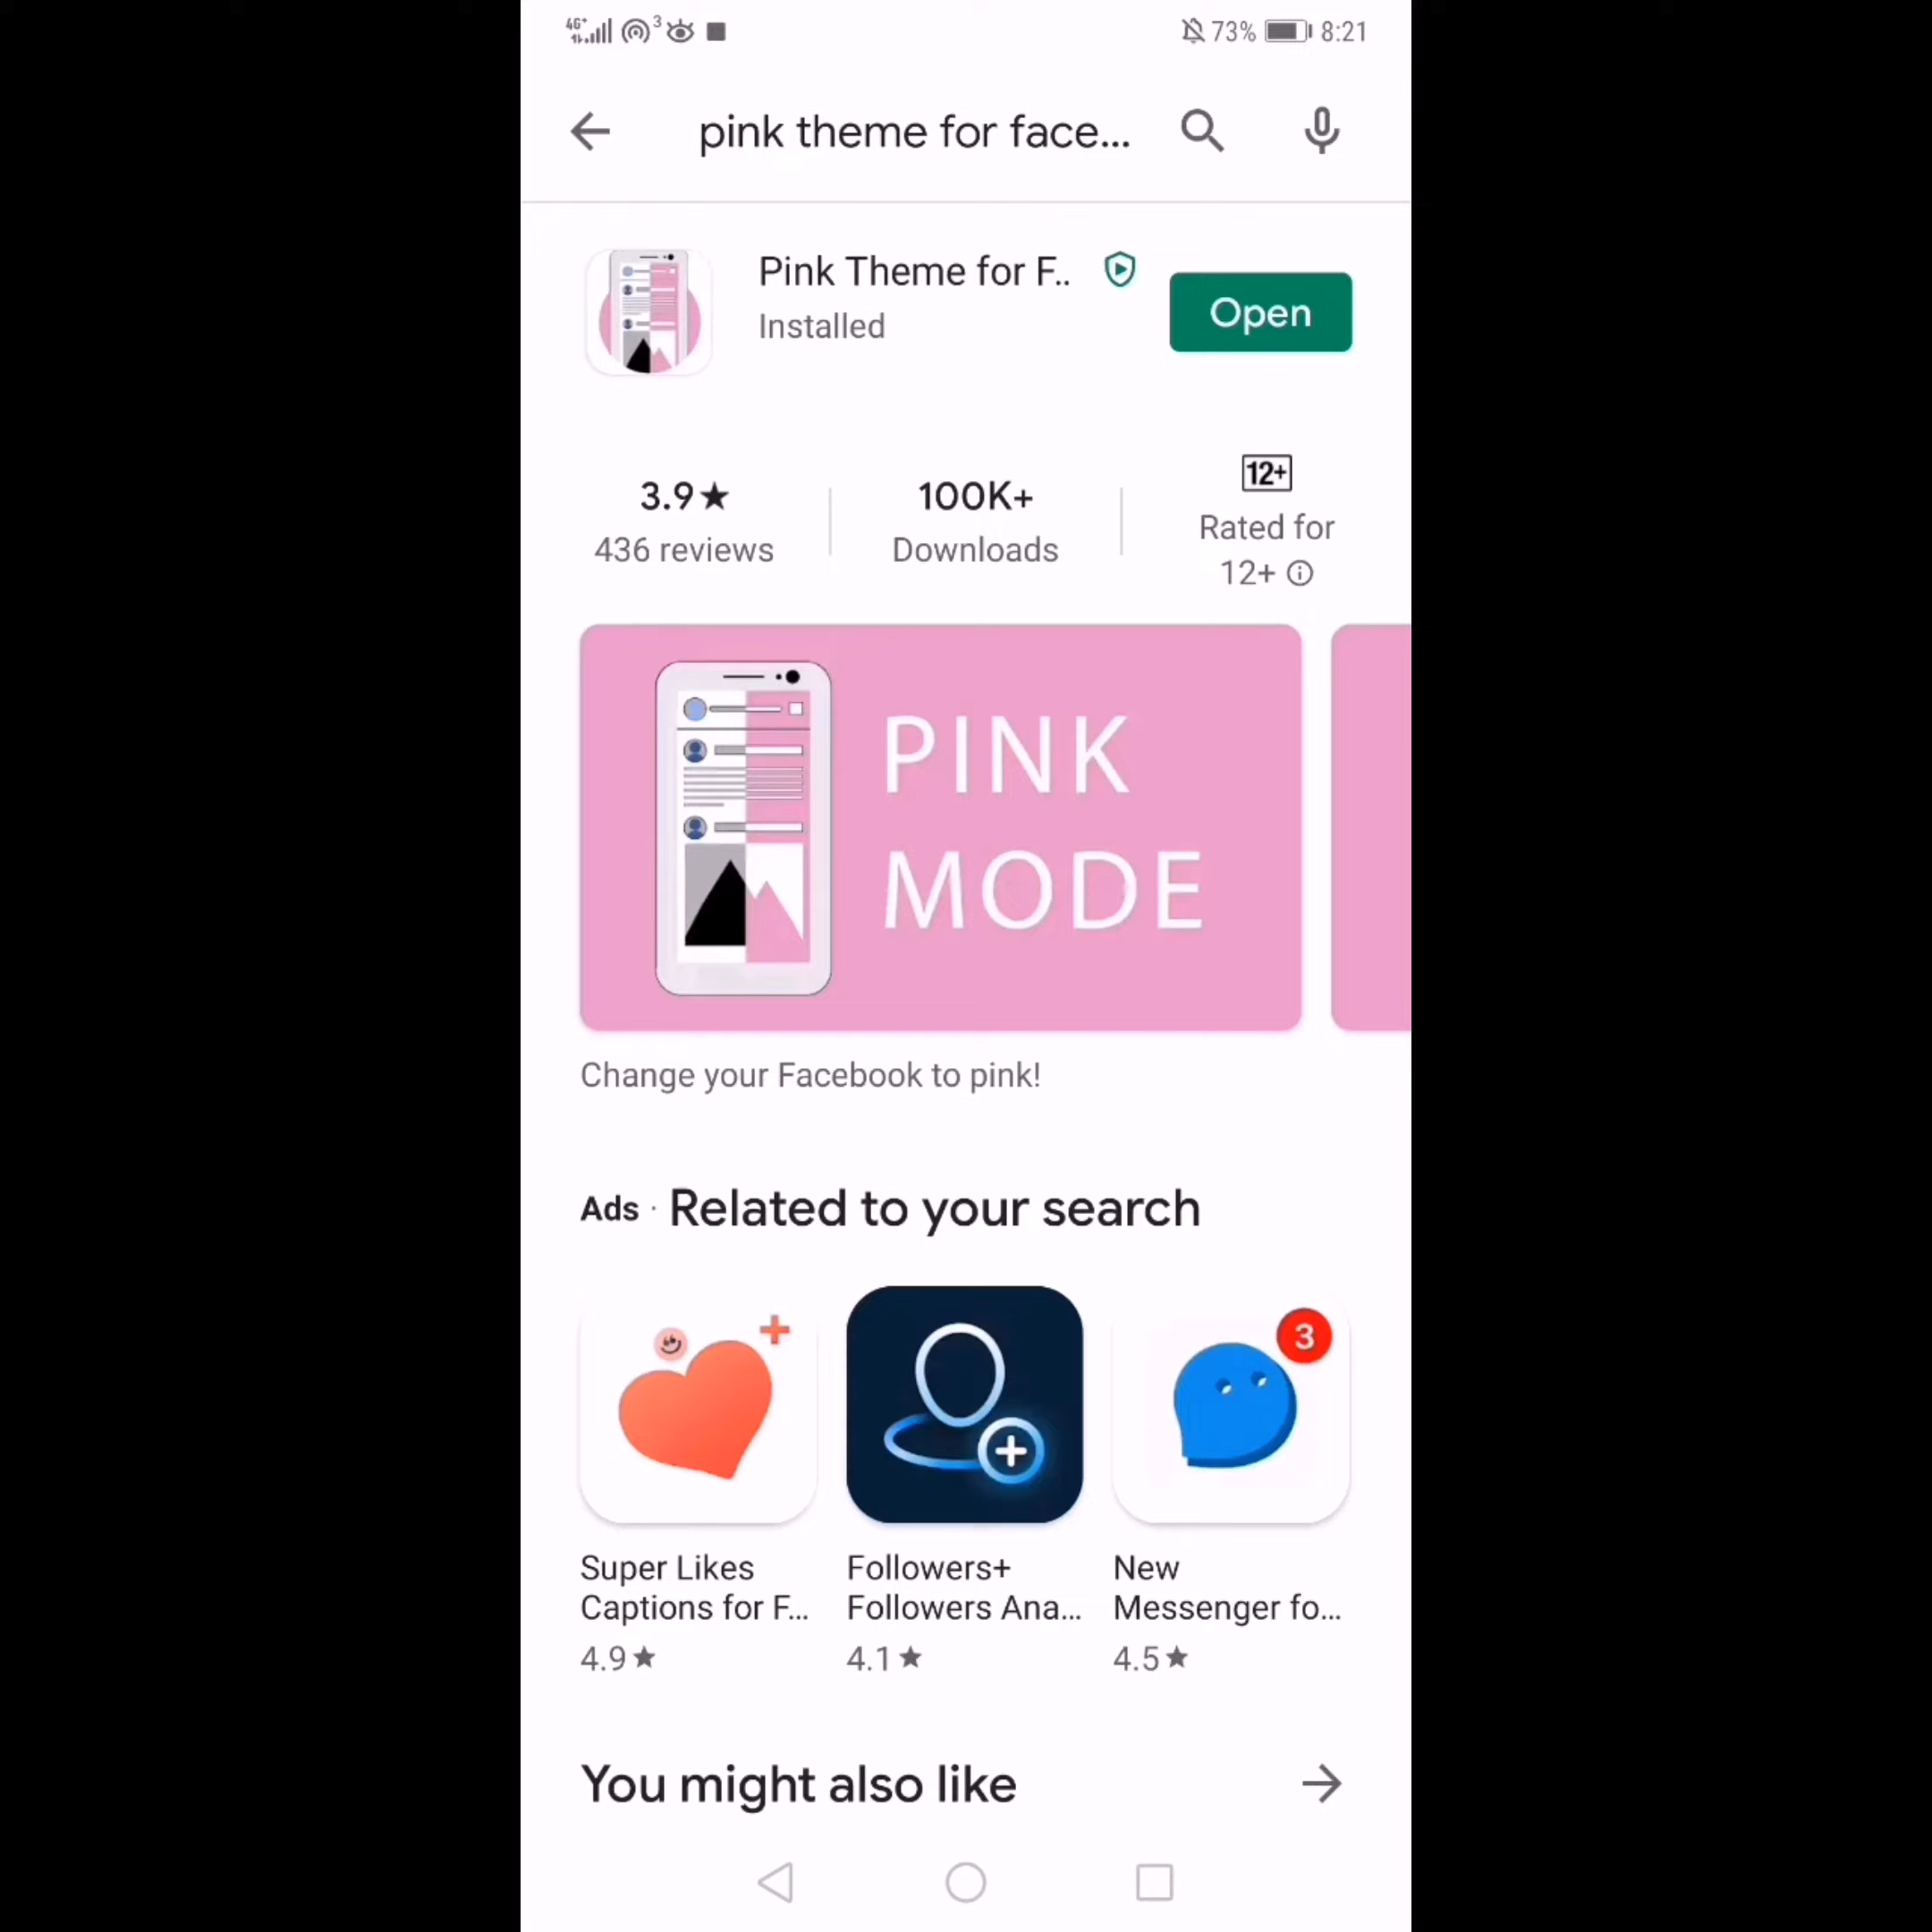 4G+ 3 73% 8:21
pink theme for face...
Pink Theme for F..
Installed
Open
3.9★
436 reviews
100K+
Downloads
12+
Rated for
12+
PINK
MODE
Change your Facebook to pink!
Ads · Related to your search
3
Super Likes
Captions for F...
4.9★
Followers+
Followers Ana...
4.1★
New
Messenger fo...
4.5★
You might also like